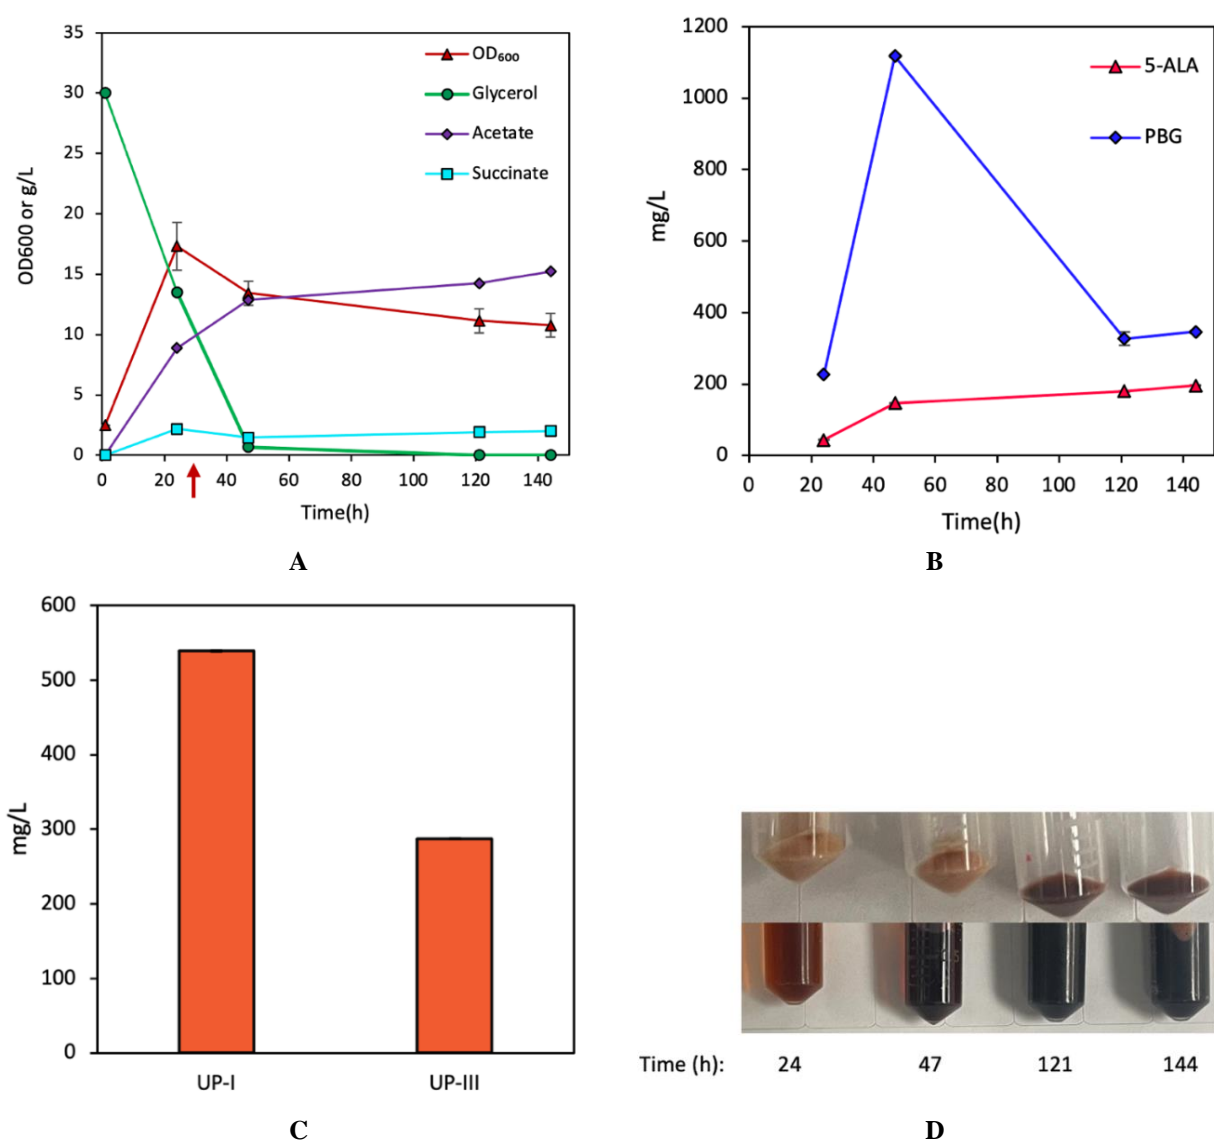 35
30
25
20
15
10
5
0
OD600 or g/L
OD₆₀₀
Glycerol
Acetate
Succinate
0 20 40 60 80 100 120 140
Time(h)
A
1200
1000
800
600
400
200
0
mg/L
5-ALA
PBG
0 20 40 60 80 100 120 140
Time(h)
B
600
500
400
300
200
100
0
mg/L
UP-I UP-III
C
Time (h): 24 47 121 144
D